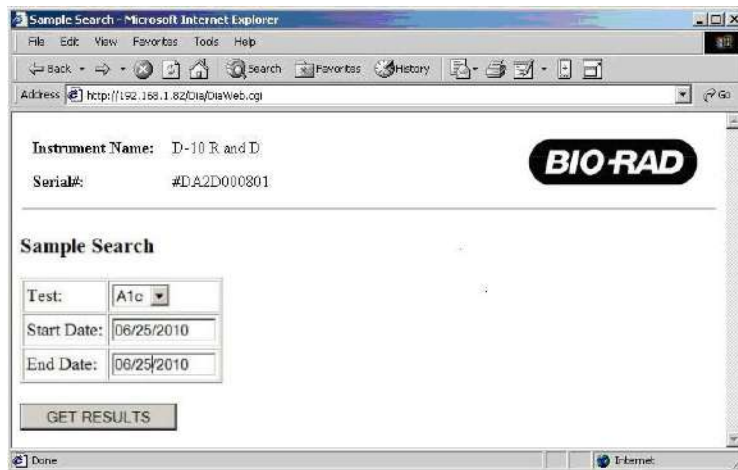 Sample Search - Microsoft Internet Explorer
File Edit View Favorites Tools Help
Back Search Favorites History
Address http://192.168.1.82/Dia/DiaWeb.cgi Go
Instrument Name: D-10 R and D
BIO-RAD
Serial#: #DA2D000801
Sample Search
Test: A1c
Start Date: 06/25/2010
End Date: 06/25/2010
GET RESULTS
Done Internet